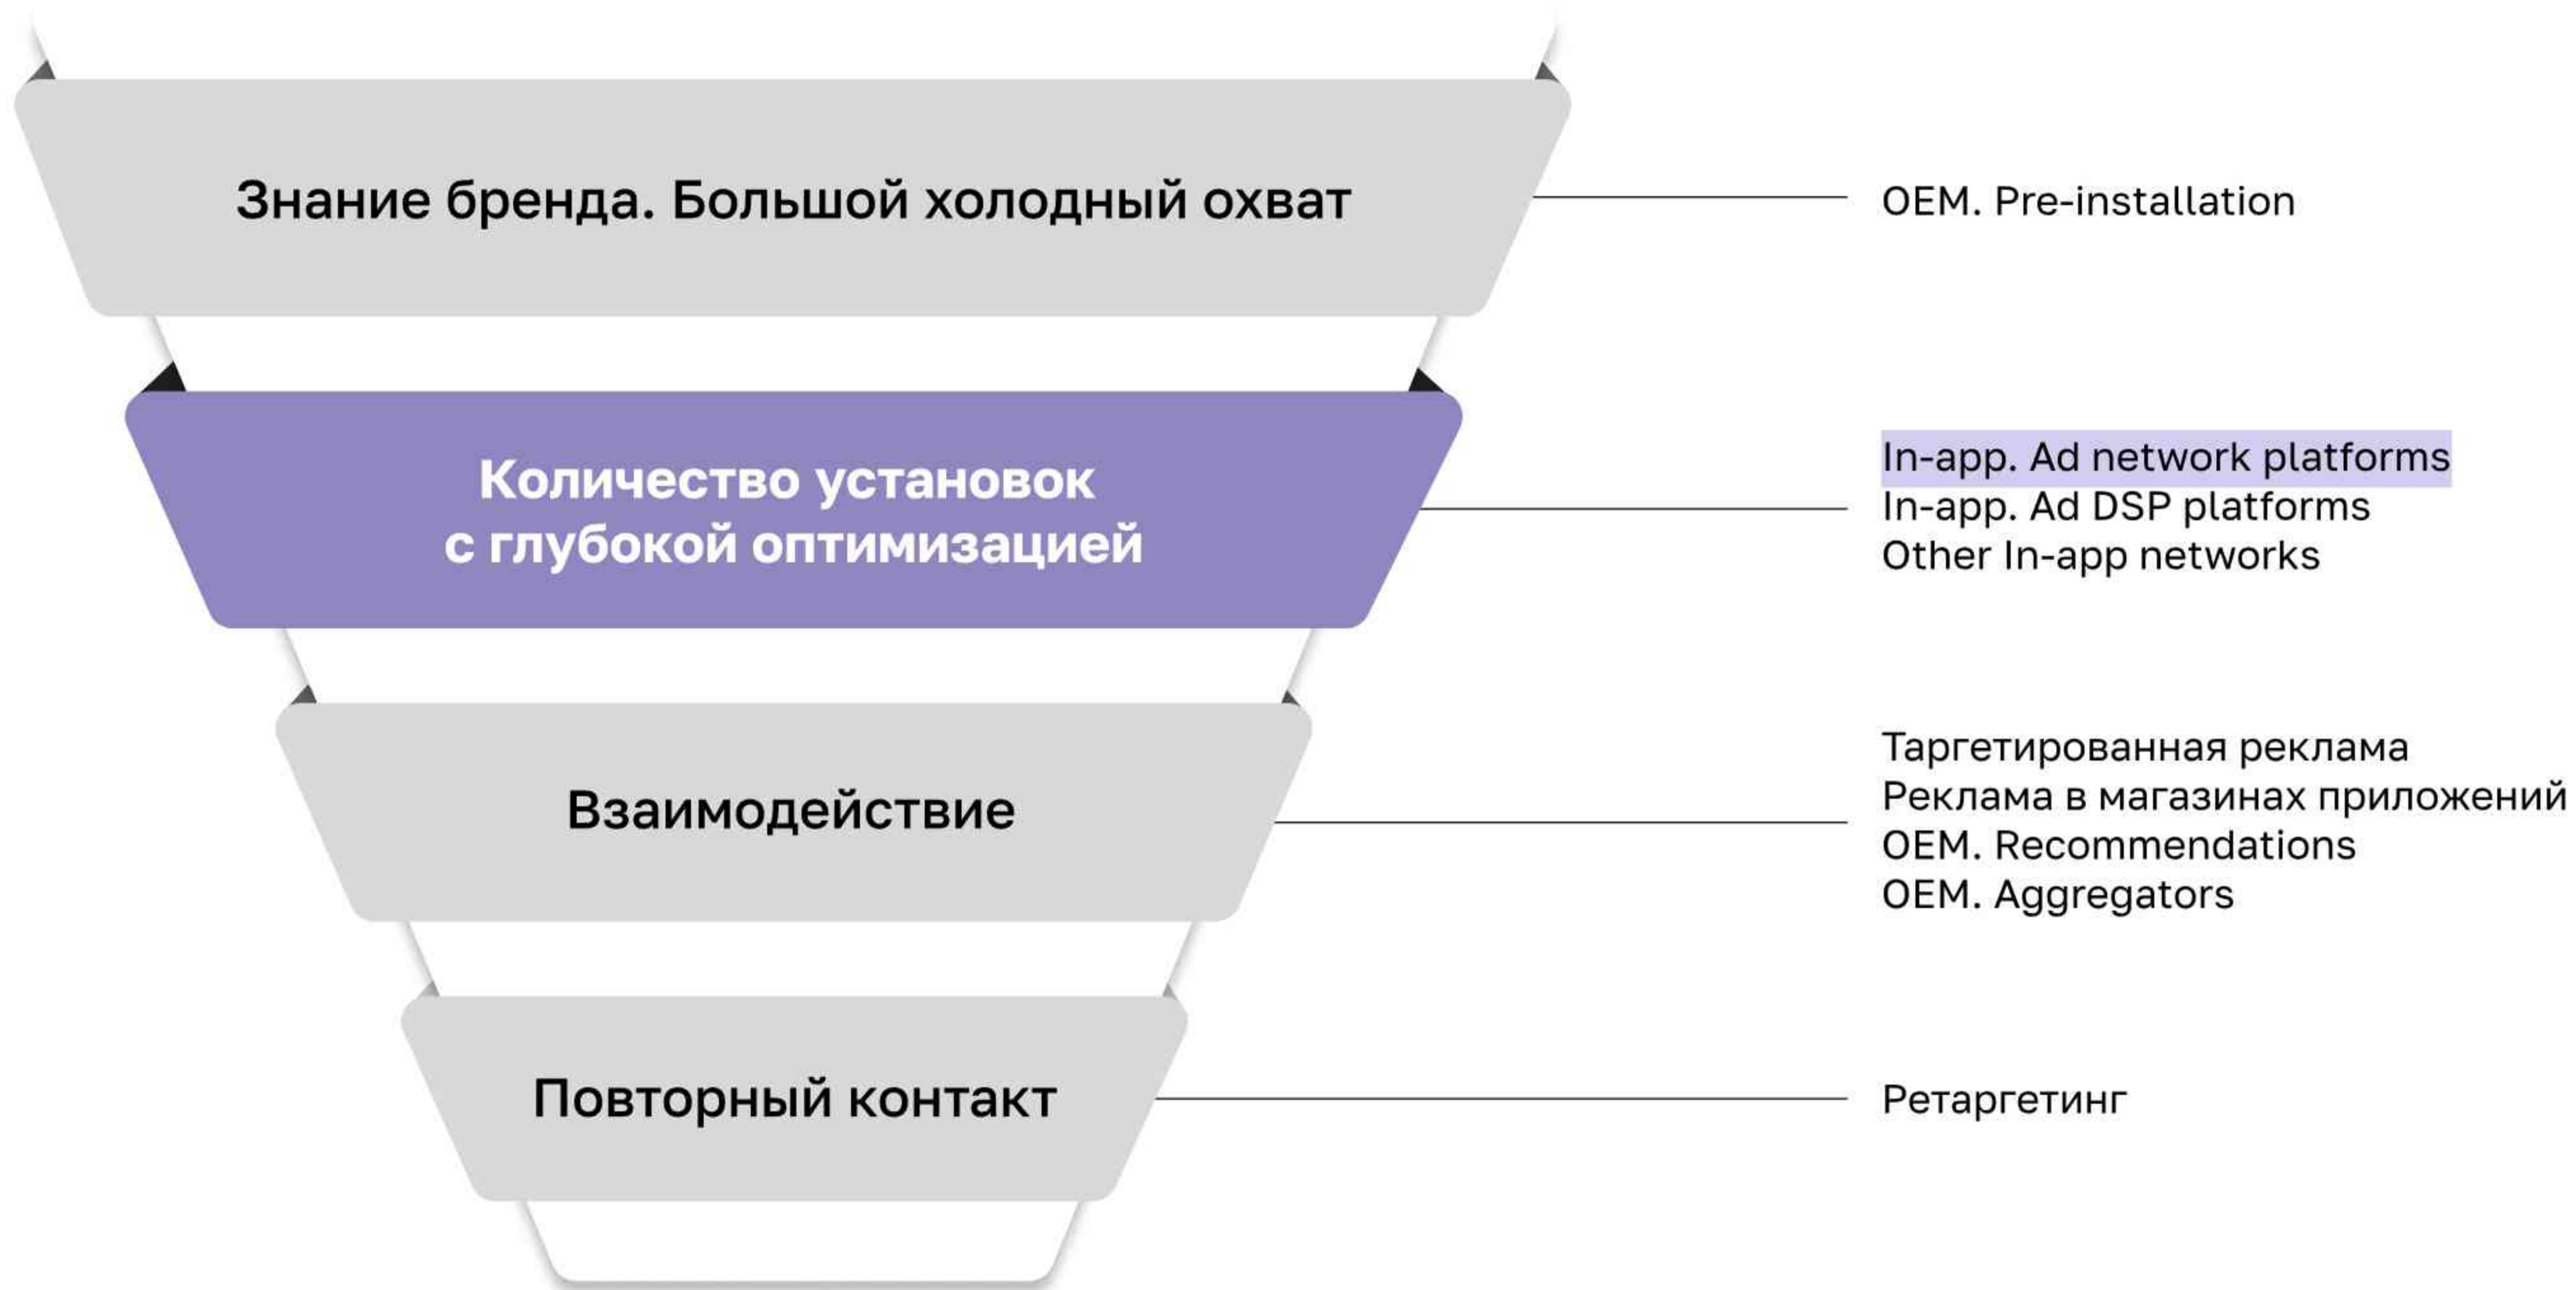 Знание бренда. Большой холодный охват
OEM. Pre-installation
Количество установок
с глубокой оптимизацией
In-app. Ad network platforms
In-app. Ad DSP platforms
Other In-app networks
Взаимодействие
Таргетированная реклама
Реклама в магазинах приложений
OEM. Recommendations
OEM. Aggregators
Повторный контакт
Ретаргетинг